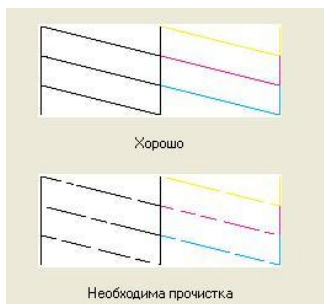 Хорошо
Необходима прочистка